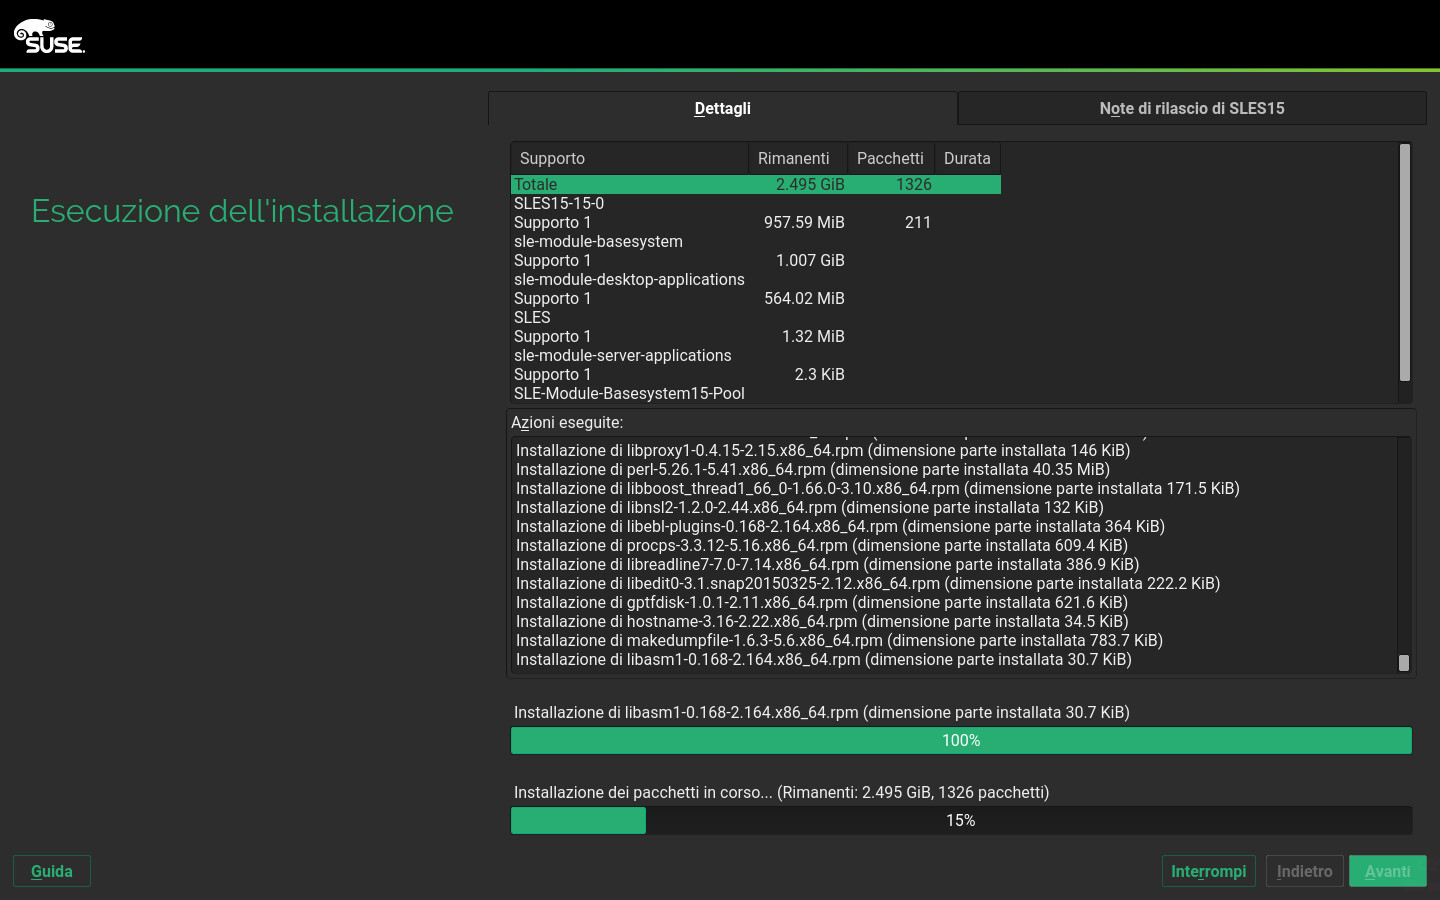 SUSE.
Dettagli
Note di rilascio di SLES15
Esecuzione dell'installazione
Supporto Rimanenti Pacchetti Durata
Totale 2.495 GiB 1326
SLES15-15-0
Supporto 1 957.59 MiB 211
sle-module-basesystem
Supporto 1 1.007 GiB
sle-module-desktop-applications
Supporto 1 564.02 MiB
SLES
Supporto 1 1.32 MiB
sle-module-server-applications
Supporto 1 2.3 KiB
SLE-Module-Basesystem15-Pool
Azioni eseguite:
Installazione di libproxy1-0.4.15-2.15.x86_64.rpm (dimensione parte installata 146 KiB)
Installazione di perl-5.26.1-5.41.x86_64.rpm (dimensione parte installata 40.35 MiB)
Installazione di libboost_thread1_66_0-1.66.0-3.10.x86_64.rpm (dimensione parte installata 171.5 KiB)
Installazione di libnsl2-1.2.0-2.44.x86_64.rpm (dimensione parte installata 132 KiB)
Installazione di libebl-plugins-0.168-2.164.x86_64.rpm (dimensione parte installata 364 KiB)
Installazione di procps-3.3.12-5.16.x86_64.rpm (dimensione parte installata 609.4 KiB)
Installazione di libreadline7-7.0-7.14.x86_64.rpm (dimensione parte installata 386.9 KiB)
Installazione di libedit0-3.1.snap20150325-2.12.x86_64.rpm (dimensione parte installata 222.2 KiB)
Installazione di gptfdisk-1.0.1-2.11.x86_64.rpm (dimensione parte installata 621.6 KiB)
Installazione di hostname-3.16-2.22.x86_64.rpm (dimensione parte installata 34.5 KiB)
Installazione di makedumpfile-1.6.3-5.6.x86_64.rpm (dimensione parte installata 783.7 KiB)
Installazione di libasm1-0.168-2.164.x86_64.rpm (dimensione parte installata 30.7 KiB)
Installazione di libasm1-0.168-2.164.x86_64.rpm (dimensione parte installata 30.7 KiB)
100%
Installazione dei pacchetti in corso... (Rimanenti: 2.495 GiB, 1326 pacchetti)
15%
Guida
Interrompi
Indietro
Avanti